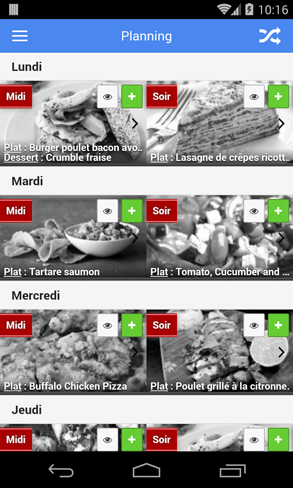 10:16
Planning
Lundi
Midi
Soir
Plat : Burger poulet bacon avo..
Dessert : Crumble fraise
Plat : Lasagne de crêpes ricott..
Mardi
Midi
Soir
Plat : Tartare saumon
Plat : Tomato, Cucumber and ...
Mercredi
Midi
Soir
Plat : Buffalo Chicken Pizza
Plat : Poulet grillé à la citronne.
Jeudi
Midi
Soir